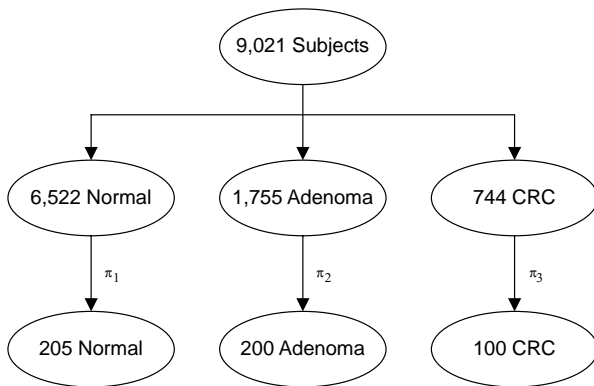 9,021 Subjects
6,522 Normal
1,755 Adenoma
744 CRC
π1
π2
π3
205 Normal
200 Adenoma
100 CRC